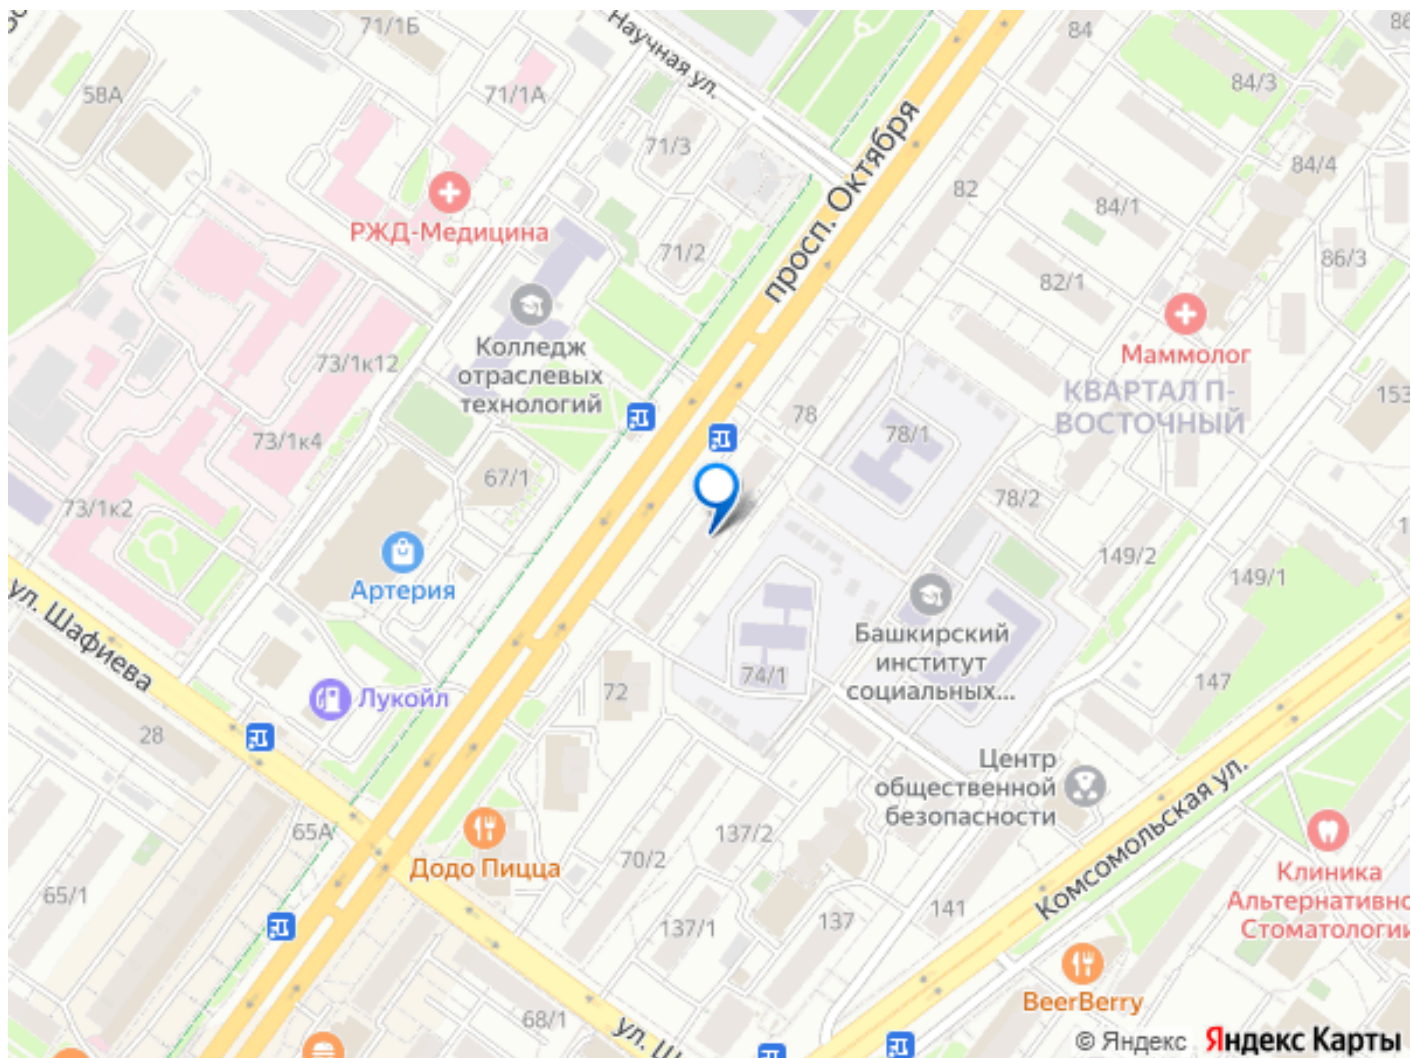 71/1Б
Научная ул.
84
86
84/3
58А
71/1А
71/3
просп. Октября
84/4
82
84/1
РЖД-Медицина
71/2
86/3
82/1
Колледж
отраслевых
технологий
73/1к12
Маммолог
КВАРТАЛ П-
ВОСТОЧНЫЙ
153
78
78/1
73/1к4
67/1
78/2
73/1к2
149/2
149/1
Артерия
ул. Шафиева
Башкирский
институт
социальных...
74/1
72
147
Лукойл
28
Центр
общественной
безопасности
Комсомольская ул.
65А
137/2
70/2
Додо Пицца
Клиника
Альтернативно
Стоматологии
65/1
141
137
137/1
BeerBerry
68/1
ул. Ш
© Яндекс
Яндекс Карты